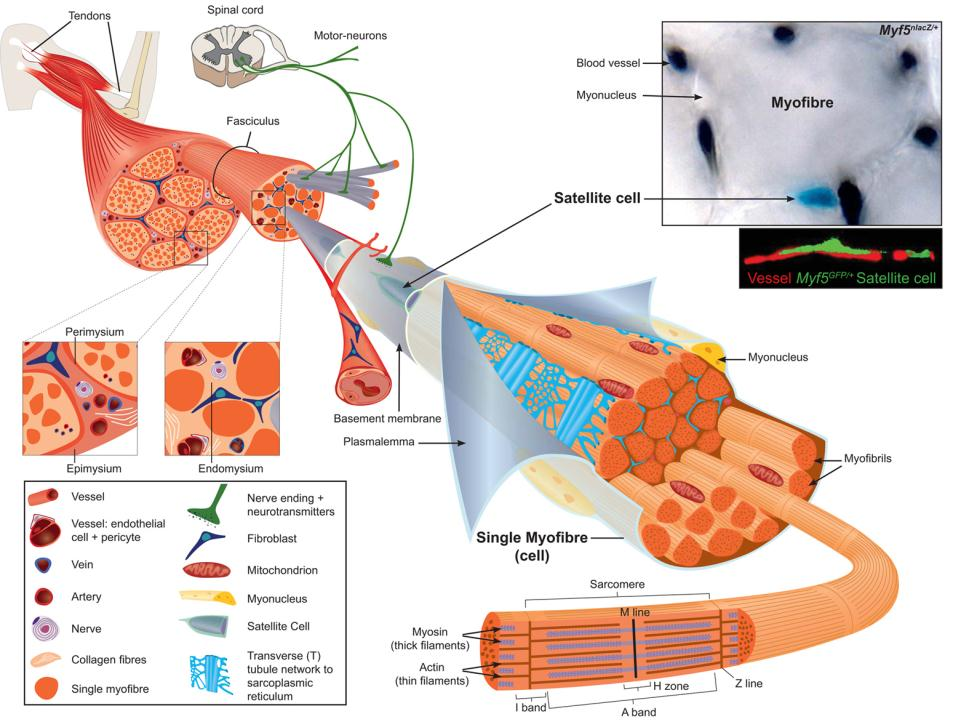 Tendons
Spinal cord
Motor-neurons
Fasciculus
Myf5nlacZ/+
Blood vessel
Myonucleus
Myofibre
Satellite cell
Vessel Myf5GFP/+ Satellite cell
Perimysium
Epimysium
Endomysium
Basement membrane
Plasmalemma
Myonucleus
Myofibrils
Single Myofibre
(cell)
Vessel
Vessel: endothelial
cell + pericyte
Vein
Artery
Nerve
Collagen fibres
Single myofibre
Nerve ending +
neurotransmitters
Fibroblast
Mitochondrion
Myonucleus
Satellite Cell
Transverse (T)
tubule network to
sarcoplasmic
reticulum
Sarcomere
M line
Myosin
(thick filaments)
Actin
(thin filaments)
I band
H zone
A band
Z line